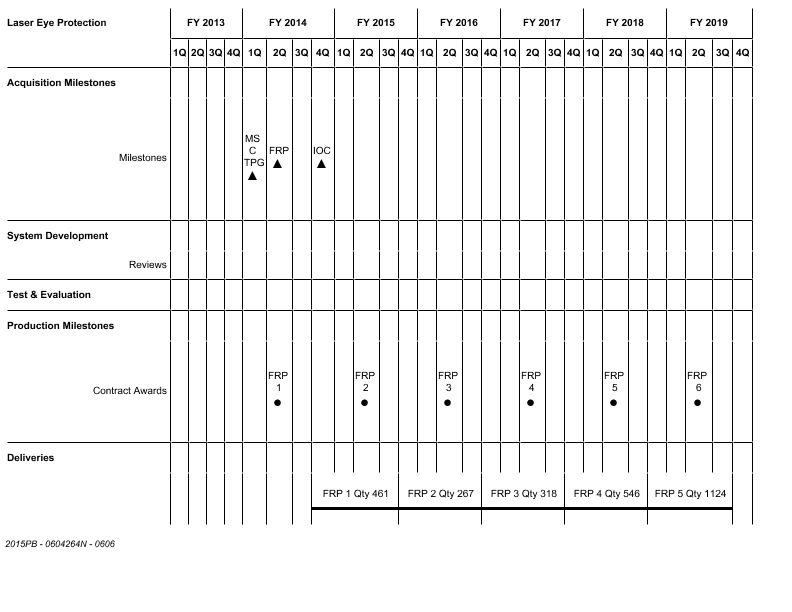 Laser Eye Protection FY 2013 FY 2014 FY 2015 FY 2016 FY 2017 FY 2018 FY 2019
1Q 2Q 3Q 4Q 1Q 2Q 3Q 4Q 1Q 2Q 3Q 4Q 1Q 2Q 3Q 4Q 1Q 2Q 3Q 4Q 1Q 2Q 3Q 4Q 1Q 2Q 3Q 4Q
Acquisition Milestones
Milestones
MS
C
TPG
FRP
IOC
System Development
Reviews
Test & Evaluation
Production Milestones
Contract Awards
FRP
1
FRP
2
FRP
3
FRP
4
FRP
5
FRP
6
Deliveries
FRP 1 Qty 461 FRP 2 Qty 267 FRP 3 Qty 318 FRP 4 Qty 546 FRP 5 Qty 1124
2015PB - 0604264N - 0606